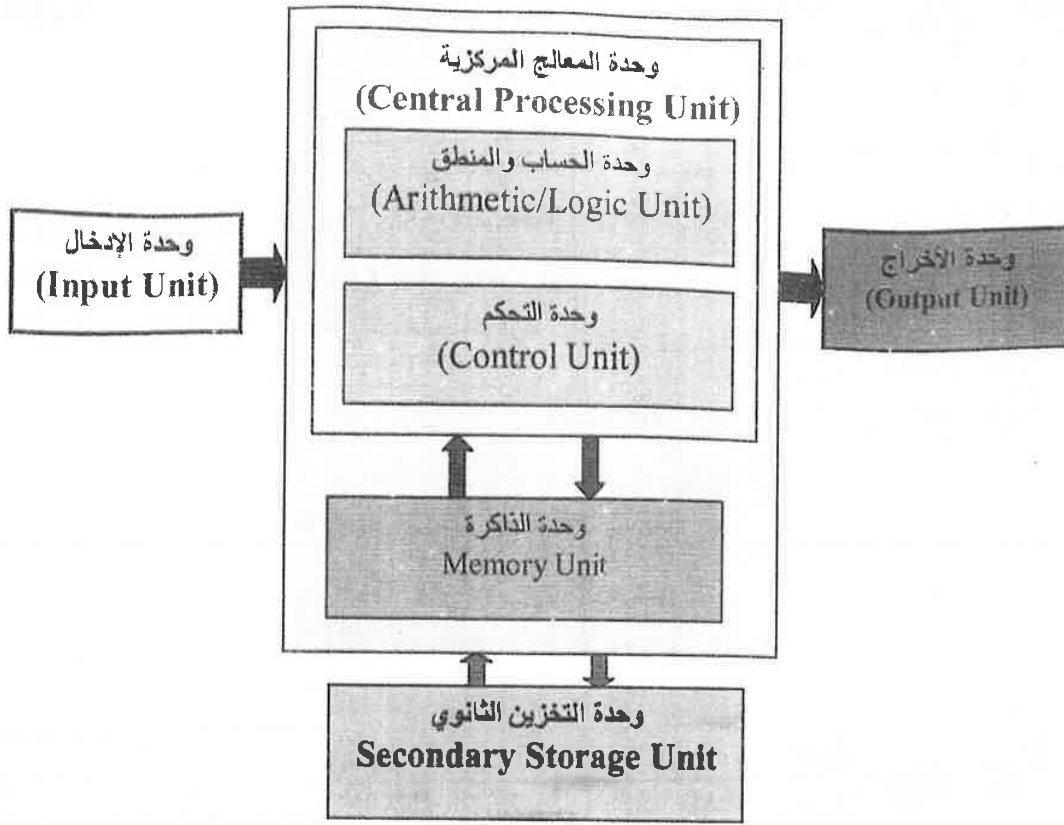 وحدة المعالج المركزية
(Central Processing Unit)
وحدة الحساب والمنطق
(Arithmetic/Logic Unit)
وحدة الإدخال
(Input Unit)
وحدة الأخراج
(Output Unit)
وحدة التحكم
(Control Unit)
وحدة الذاكرة
Memory Unit
وحدة التخزين الثانوي
Secondary Storage Unit